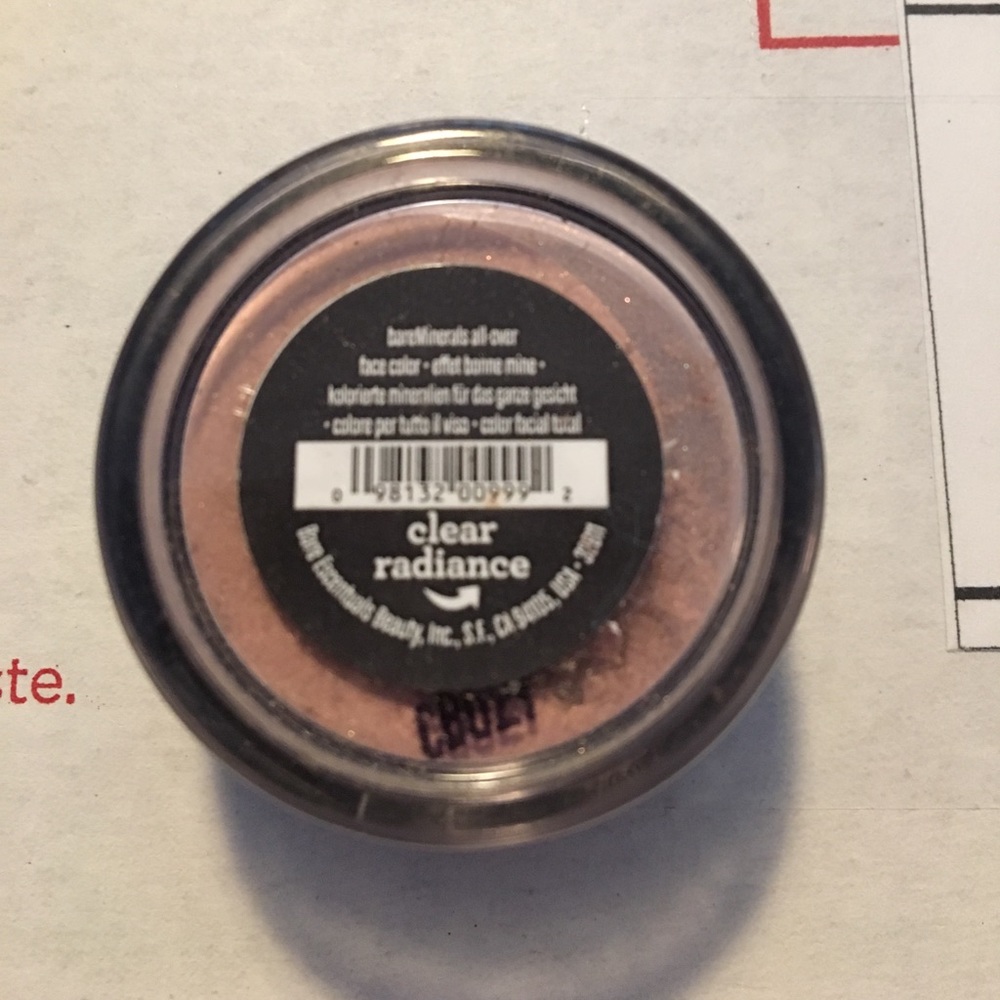 bareMinerals all-over
face color • effet bonne mine •
kolorierte mineralien für das ganze gesicht
• colore per tutto il viso • color facial total
0 98132 00999 2
clear
radiance
Bare Escentuals Beauty, Inc., S.F., CA 94105, USA •
ste.